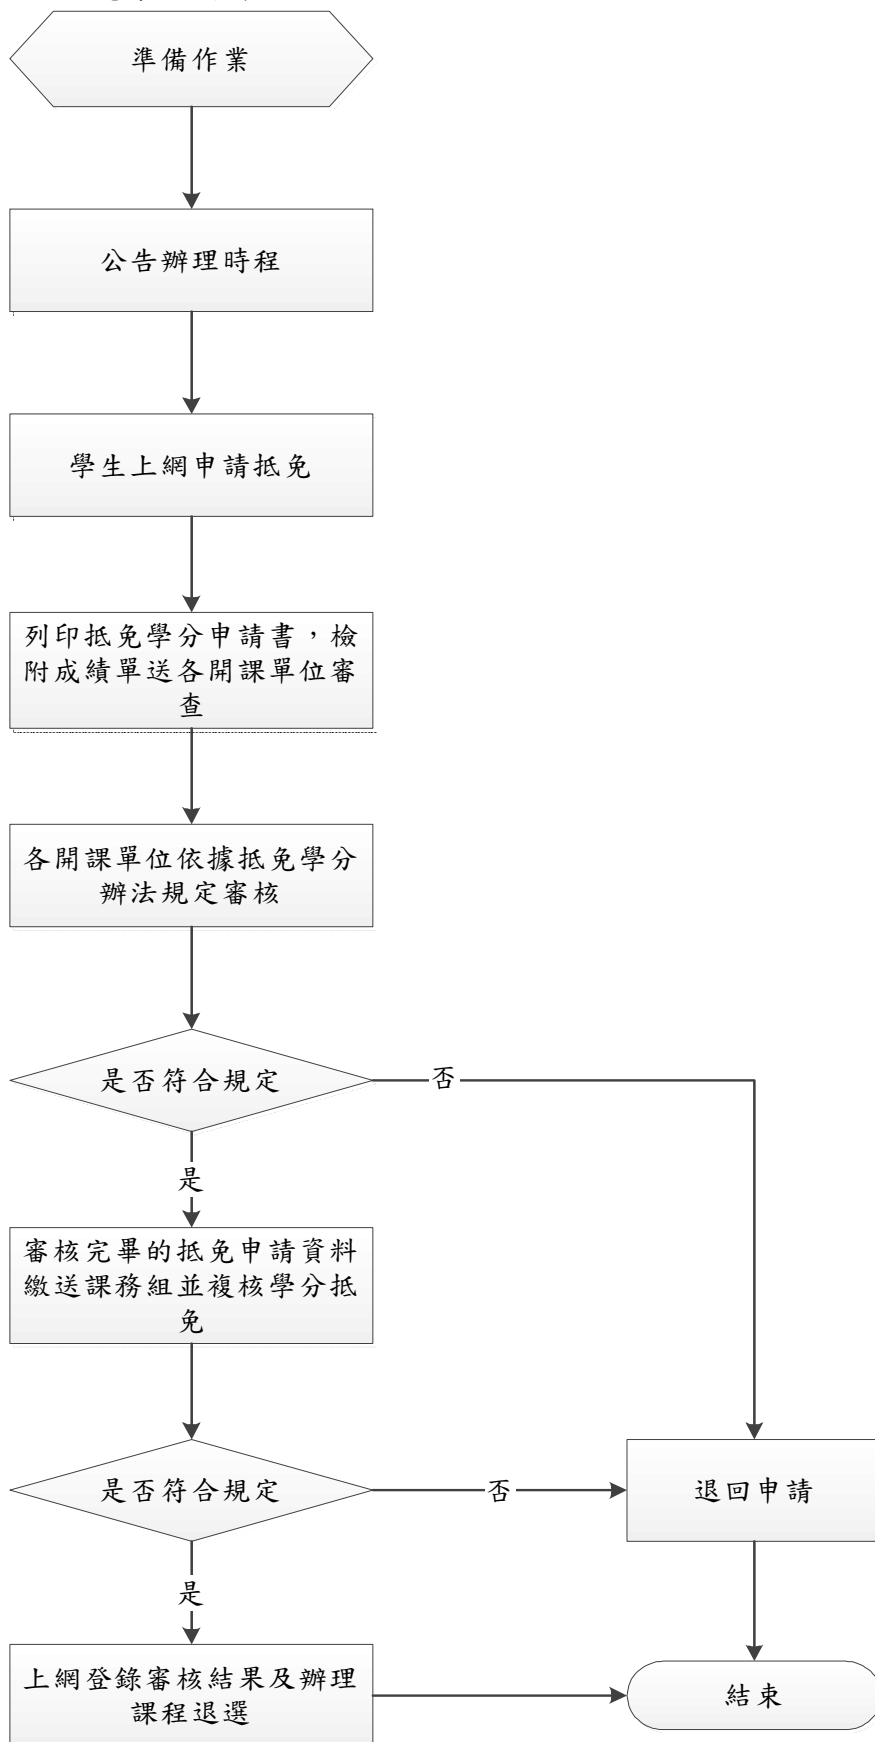 準備作業
公告辦理時程
學生上網申請抵免
列印抵免學分申請書，檢
附成績單送各開課單位審
查
各開課單位依據抵免學分
辦法規定審核
是否符合規定
否
是
審核完畢的抵免申請資料
繳送課務組並複核學分抵
免
是否符合規定
否
退回申請
是
上網登錄審核結果及辦理
課程退選
結束